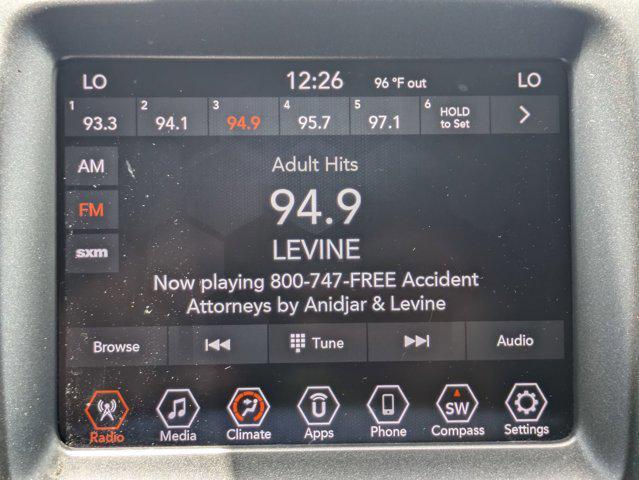 LO 12:26 96 °F out LO
1 93.3 2 94.1 3 94.9 4 95.7 5 97.1 6 HOLD
to Set
AM Adult Hits
FM 94.9
sxm LEVINE
Now playing 800-747-FREE Accident
Attorneys by Anidjar & Levine
Browse Tune Audio
SW
Radio Media Climate Apps Phone Compass Settings